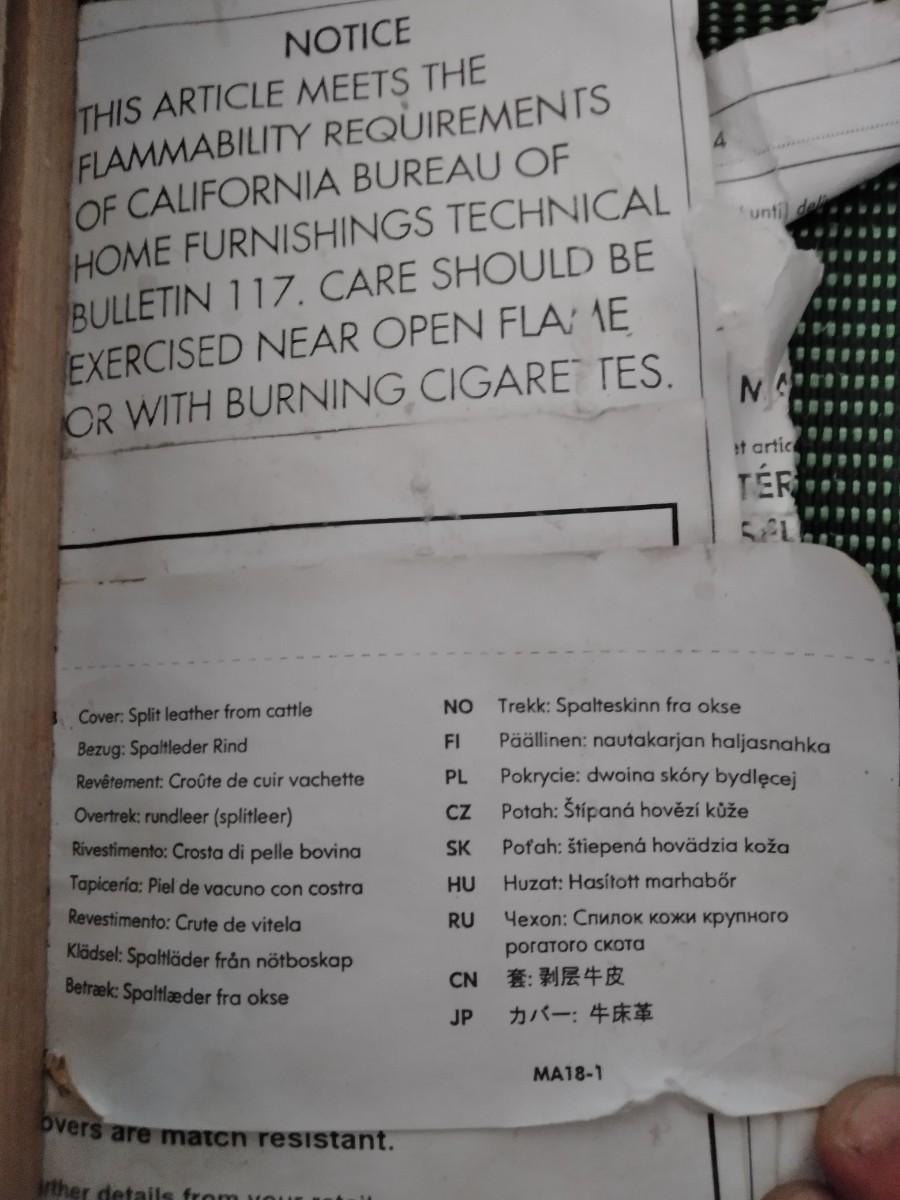 NOTICE
THIS ARTICLE MEETS THE
FLAMMABILITY REQUIREMENTS
OF CALIFORNIA BUREAU OF
HOME FURNISHINGS TECHNICAL
BULLETIN 117. CARE SHOULD BE
EXERCISED NEAR OPEN FLAME
OR WITH BURNING CIGARETTES.
4
until
Cover: Split leather from cattle
Bezug: Spaltleder Rind
Revêtement: Croûte de cuir vachette
Overtrek: rundleer (splitleer)
Rivestimento: Crosta di pelle bovina
Tapicería: Piel de vacuno con costra
Revestimento: Crute de vitela
Klädsel: Spaltläder från nötboskap
Betræk: Spaltlæder fra okse
NO Trekk: Spalteskinn fra okse
FI Päällinen: nautakarjan haljasnahka
PL Pokrycie: dwoina skóry bydlęcej
CZ Potah: Štípaná hovězí kůže
SK Poťah: štiepená hovädzia koža
HU Huzat: Hasított marhabőr
RU Чехол: Спилок кожи крупного
рогатого скота
CN 套: 剥层牛皮
JP カバー: 牛床革
MA18-1
overs are match resistant.
details from your